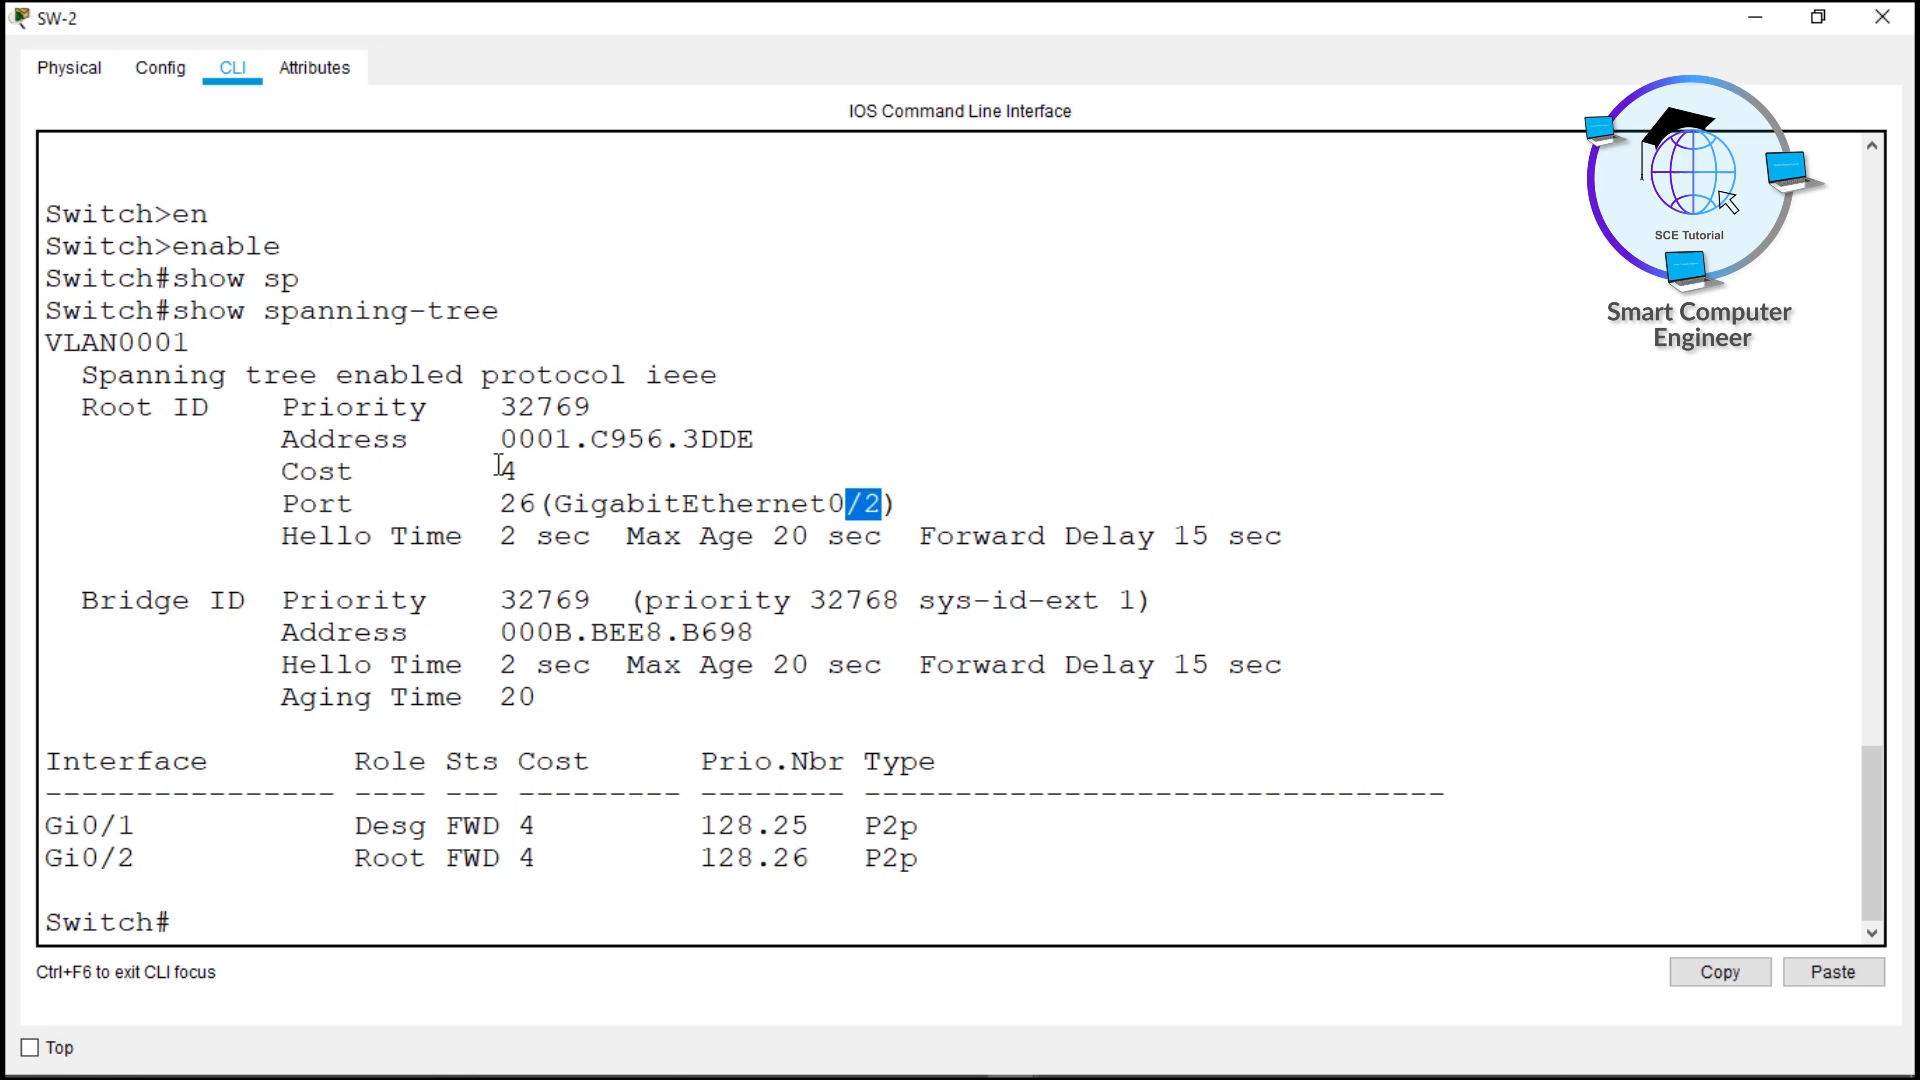 SW-2
Physical Config CLI Attributes
IOS Command Line Interface
Switch>en
Switch>enable
Switch#show sp
Switch#show spanning-tree
VLAN0001
Spanning tree enabled protocol ieee
Root ID Priority 32769
Address 0001.C956.3DDE
Cost 4
Port 26(GigabitEthernet0/2)
Hello Time 2 sec Max Age 20 sec Forward Delay 15 sec
Bridge ID Priority 32769 (priority 32768 sys-id-ext 1)
Address 000B.BEE8.B698
Hello Time 2 sec Max Age 20 sec Forward Delay 15 sec
Aging Time 20
Interface Role Sts Cost Prio.Nbr Type
---------------- ---- --- --------- -------- --------------------------------
Gi0/1 Desg FWD 4 128.25 P2p
Gi0/2 Root FWD 4 128.26 P2p
Switch#
SCE Tutorial
Smart Computer
Engineer
Ctrl+F6 to exit CLI focus
Copy Paste
Top